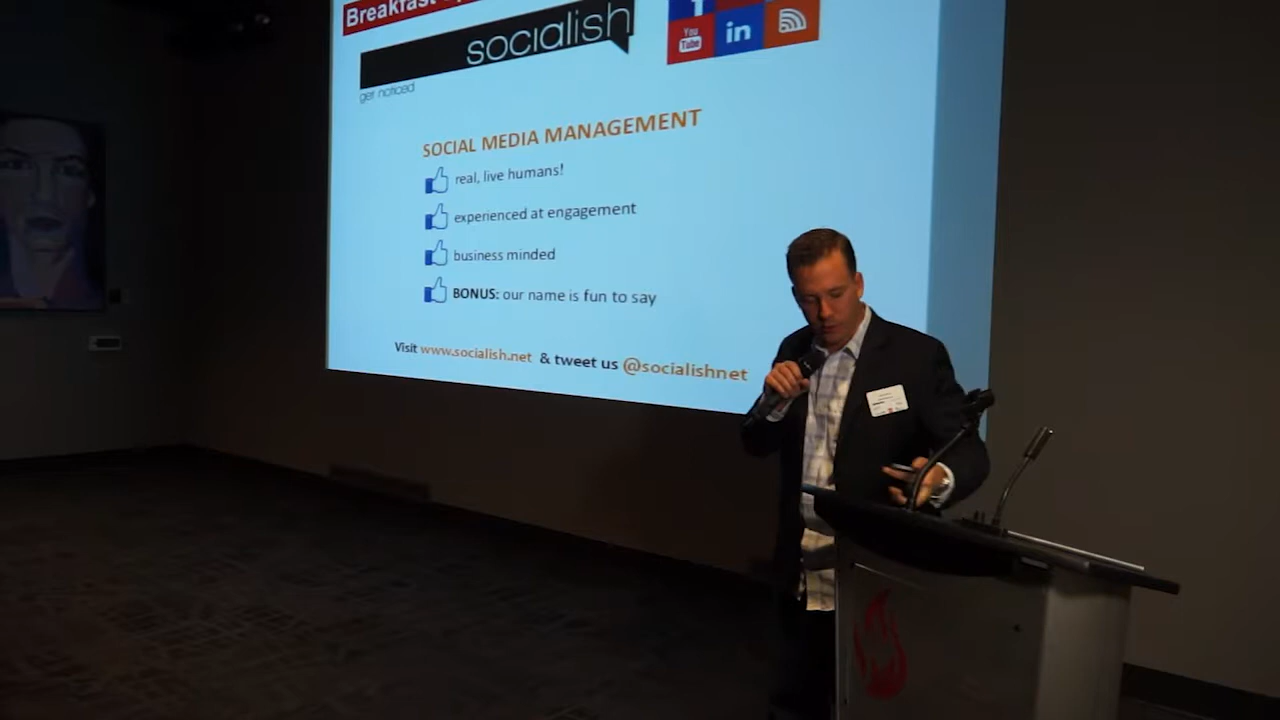 Breakfast
socialish
get noticed
You
Tube
in
SOCIAL MEDIA MANAGEMENT
real, live humans!
experienced at engagement
business minded
BONUS: our name is fun to say
Visit www.socialish.net & tweet us @socialishnet